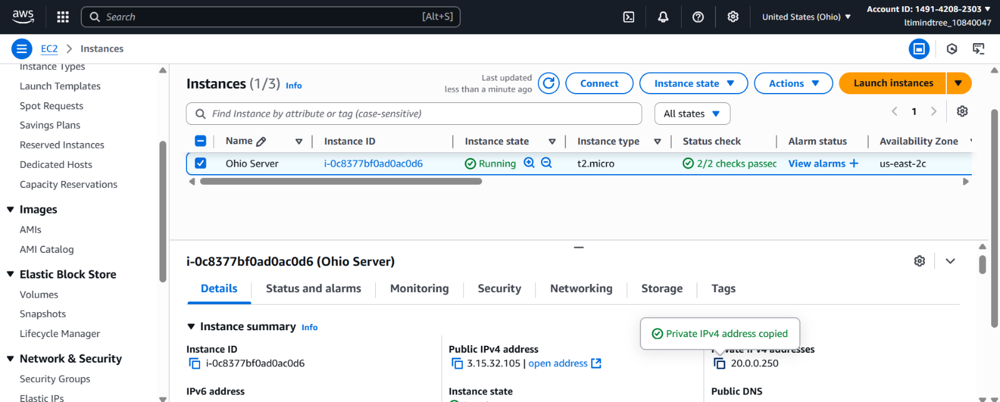 aws
Search
[Alt+S]
United States (Ohio)
Account ID: 1491-4208-2303
ltimindtree_10840047
EC2
Instances
Instance Types
Launch Templates
Spot Requests
Savings Plans
Reserved Instances
Dedicated Hosts
Capacity Reservations
Images
AMIs
AMI Catalog
Elastic Block Store
Volumes
Snapshots
Lifecycle Manager
Network & Security
Security Groups
Elastic IPs
Instances (1/3) Info
Last updated
less than a minute ago
Connect
Instance state
Actions
Launch instances
Find Instance by attribute or tag (case-sensitive)
All states
1
Name Instance ID Instance state Instance type Status check Alarm status Availability Zone
Ohio Server i-0c8377bf0ad0ac0d6 Running t2.micro 2/2 checks passec View alarms + us-east-2c
i-0c8377bf0ad0ac0d6 (Ohio Server)
Details Status and alarms Monitoring Security Networking Storage Tags
Instance summary Info
Private IPv4 address copied
Instance ID
i-0c8377bf0ad0ac0d6
IPv6 address
Public IPv4 address
3.15.32.105 | open address
Instance state
Private IPv4 addresses
20.0.0.250
Public DNS